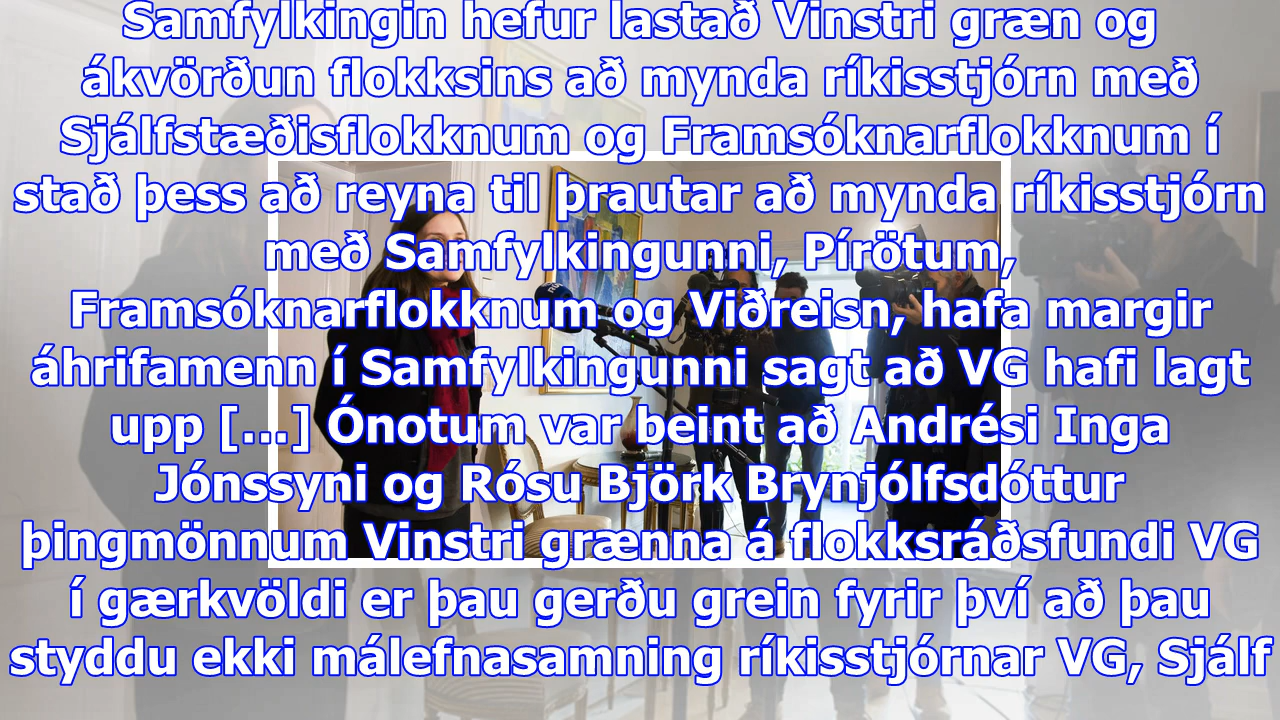 Samfylkingin hefur lastað Vinstri græn og
ákvörðun flokksins að mynda ríkisstjórn með
Sjálfstæðisflokknum og Framsóknarflokknum í
stað þess að reyna til þrautar að mynda ríkisstjórn
með Samfylkingunni, Pírötum,
Framsóknarflokknum og Viðreisn, hafa margir
áhrifamenn í Samfylkingunni sagt að VG hafi lagt
upp [...] Ónotum var beint að Andrési Inga
Jónssyni og Rósu Björk Brynjólfsdóttur
þingmönnum Vinstri grænna á flokksráðsfundi VG
í gærkvöldi er þau gerðu grein fyrir því að þau
styddu ekki málefnasamning ríkisstjórnar VG, Sjálf